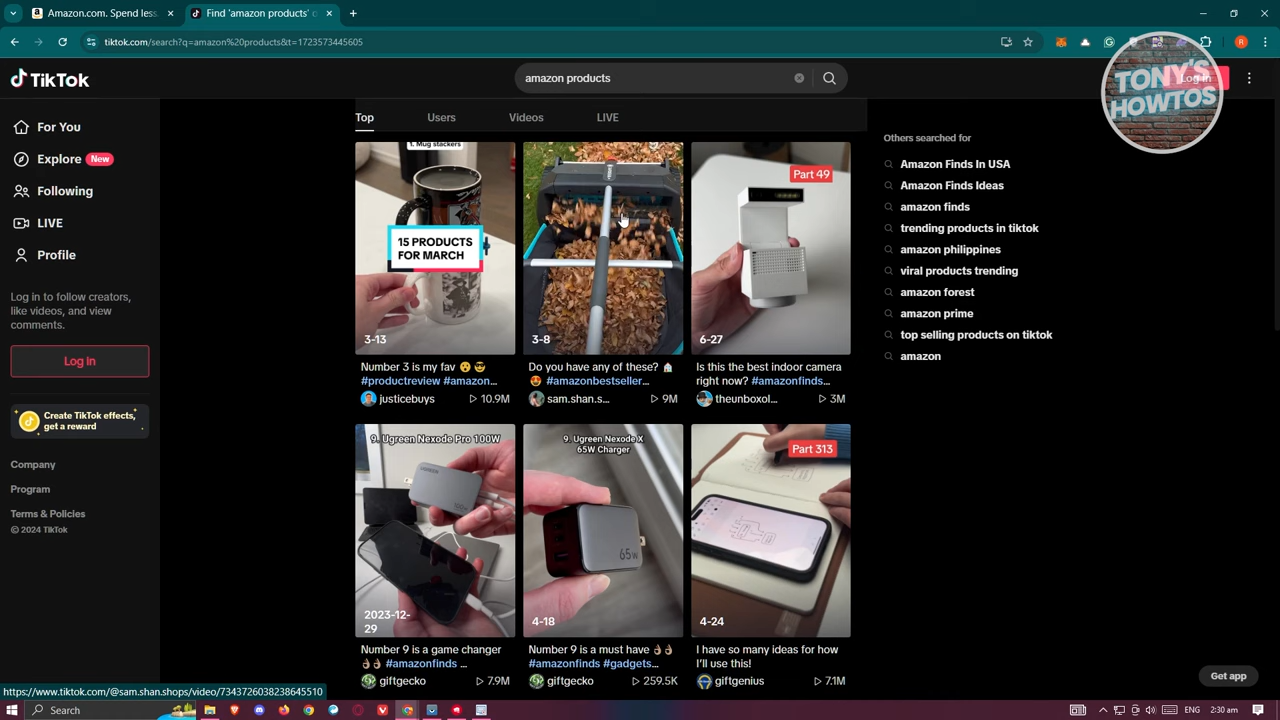 Amazon.com. Spend less.
Find 'amazon products' o
tiktok.com/search?q=amazon%20products&t=1723573445605
TikTok
amazon products
Log in
TONY'S
HOWTOS
For You
Explore New
Following
LIVE
Profile
Log in to follow creators,
like videos, and view
comments.
Log in
Create TikTok effects,
get a reward
Company
Program
Terms & Policies
© 2024 TikTok
Top Users Videos LIVE
1. Mug stackers
15 PRODUCTS
FOR MARCH
3-13
Number 3 is my fav 😮 😎
#productreview #amazon...
justicebuys 10.9M
3-8
Do you have any of these? 🏠
😍 #amazonbestseller...
sam.shan.s... 9M
Part 49
6-27
Is this the best indoor camera
right now? #amazonfinds...
theunboxol... 3M
9. Ugreen Nexode Pro 100W
2023-12-
29
Number 9 is a game changer
👌🏽👌🏽 #amazonfinds ...
giftgecko 7.9M
9. Ugreen Nexode X
65W Charger
65W
4-18
Number 9 is a must have 👌🏽👌🏽
#amazonfinds #gadgets...
giftgecko 259.5K
Part 313
4-24
I have so many ideas for how
I'll use this!
giftgenius 7.1M
Others searched for
Amazon Finds In USA
Amazon Finds Ideas
amazon finds
trending products in tiktok
amazon philippines
viral products trending
amazon forest
amazon prime
top selling products on tiktok
amazon
Get app
https://www.tiktok.com/@sam.shan.shops/video/7343726038238645510
Search
ENG
2:30 am